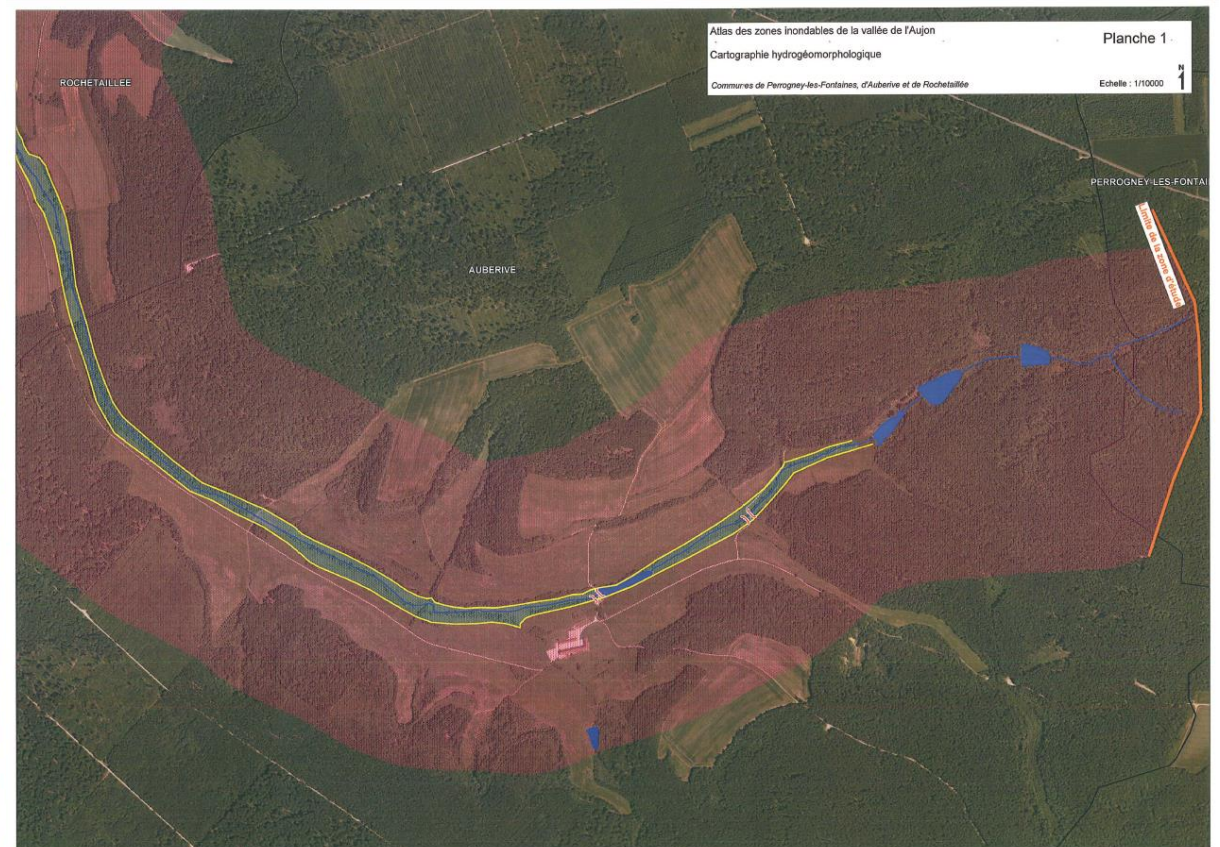 Atlas des zones inondables de la vallée de l'Aujon
Planche 1
Cartographie hydrogéomorphologique
Communes de Perrogney-les-Fontaines, d'Auberive et de Rochetaillée
Echelle : 1/10000
N
ROCHETAILLEE
PERROGNEY-LES-FONTAI
Limite de la zone d'étude
AUBERIVE